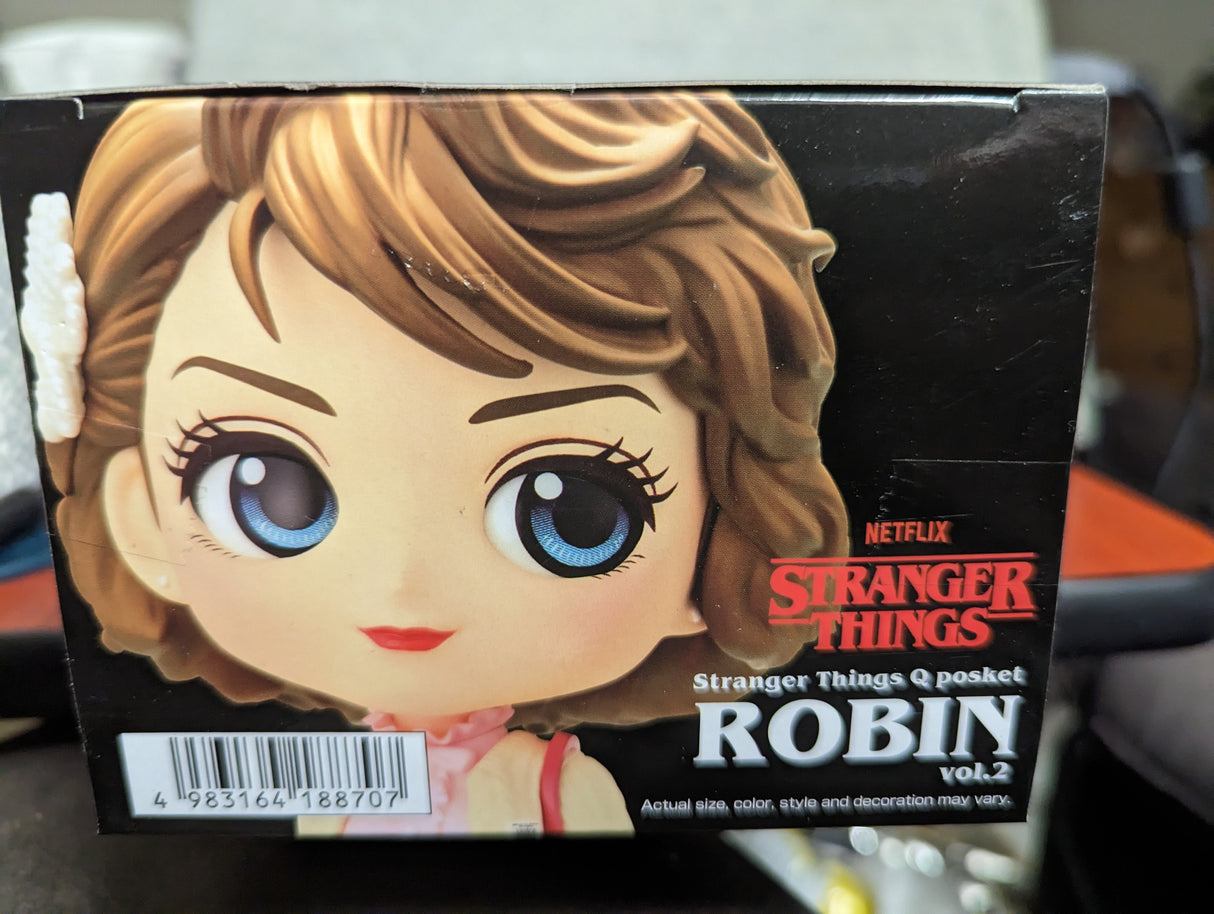 NETFLIX
STRANGER
THINGS
Stranger Things Q posket
ROBIN
vol.2
Actual size, color, style and decoration may vary.
4 983164 188707